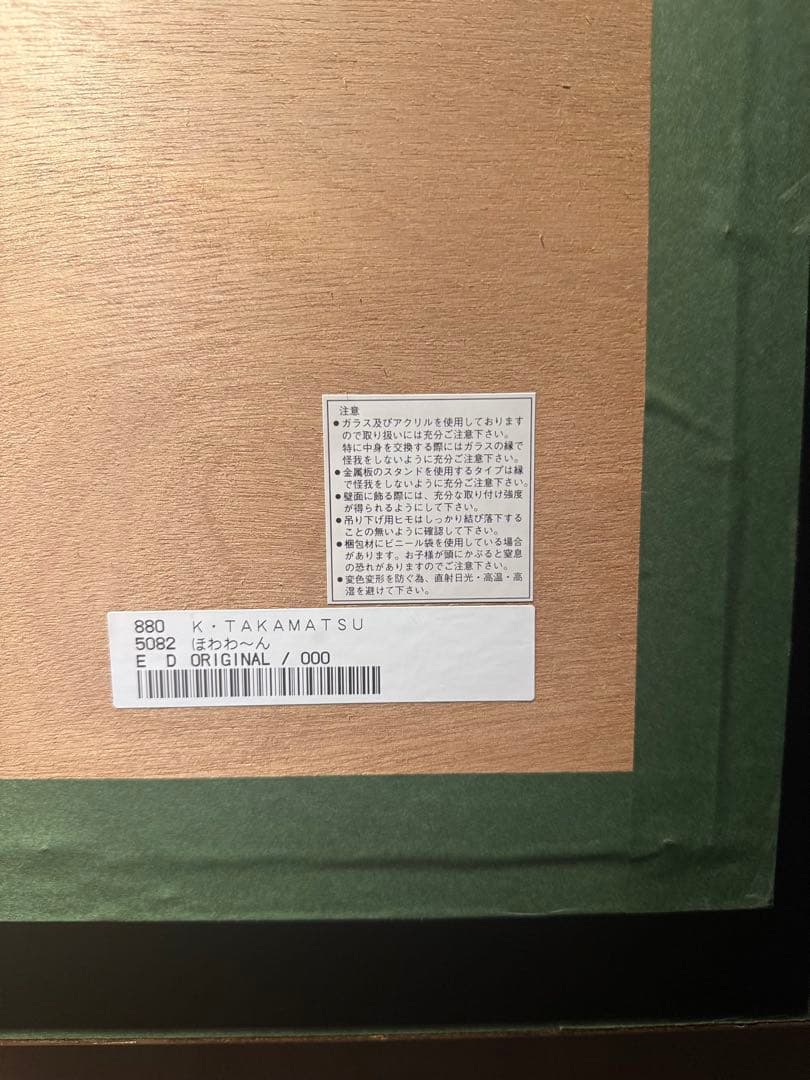 注意
●ガラス及びアクリルを使用しております
ので取り扱いには充分ご注意下さい。
特に中身を交換する際にはガラスの縁で
怪我をしないように充分ご注意下さい。
●金属板のスタンドを使用するタイプは縁
で怪我をしないように充分ご注意下さい。
●壁面に飾る際には、充分な取り付け強度
が得られるようにして下さい。
●吊り下げ用ヒモはしっかり結び落下する
ことの無いように確認して下さい。
●梱包材にビニール袋を使用している場合
があります。お子様が頭にかぶると窒息
の恐れがありますのでご注意下さい。
●変色変形を防ぐ為、直射日光・高温・高
湿を避けて下さい。
880 K・TAKAMATSU
5082 ほわわ〜ん
E D ORIGINAL / 000